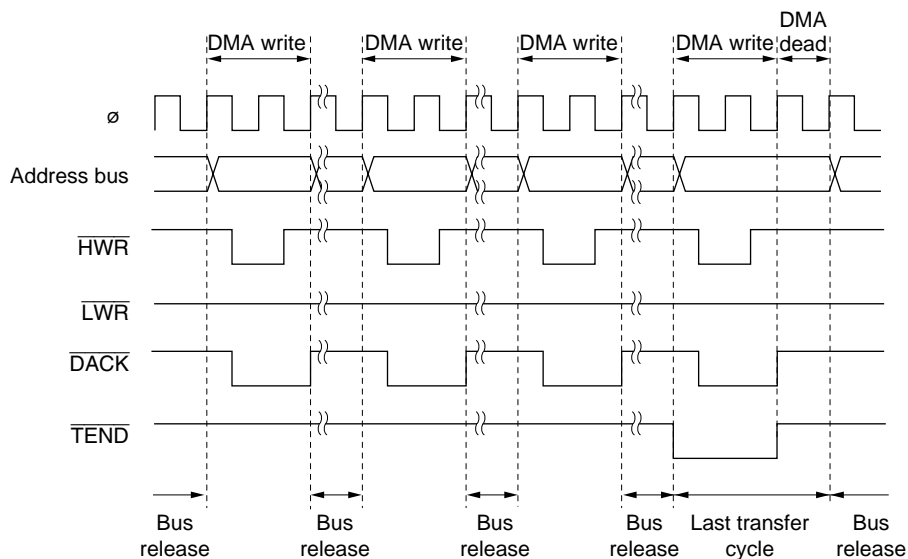 DMA
DMA write DMA write DMA write DMA write dead
ø
Address bus
HWR
LWR
DACK
TEND
Bus release
Bus release
Bus release
Bus release
Last transfer cycle
Bus release